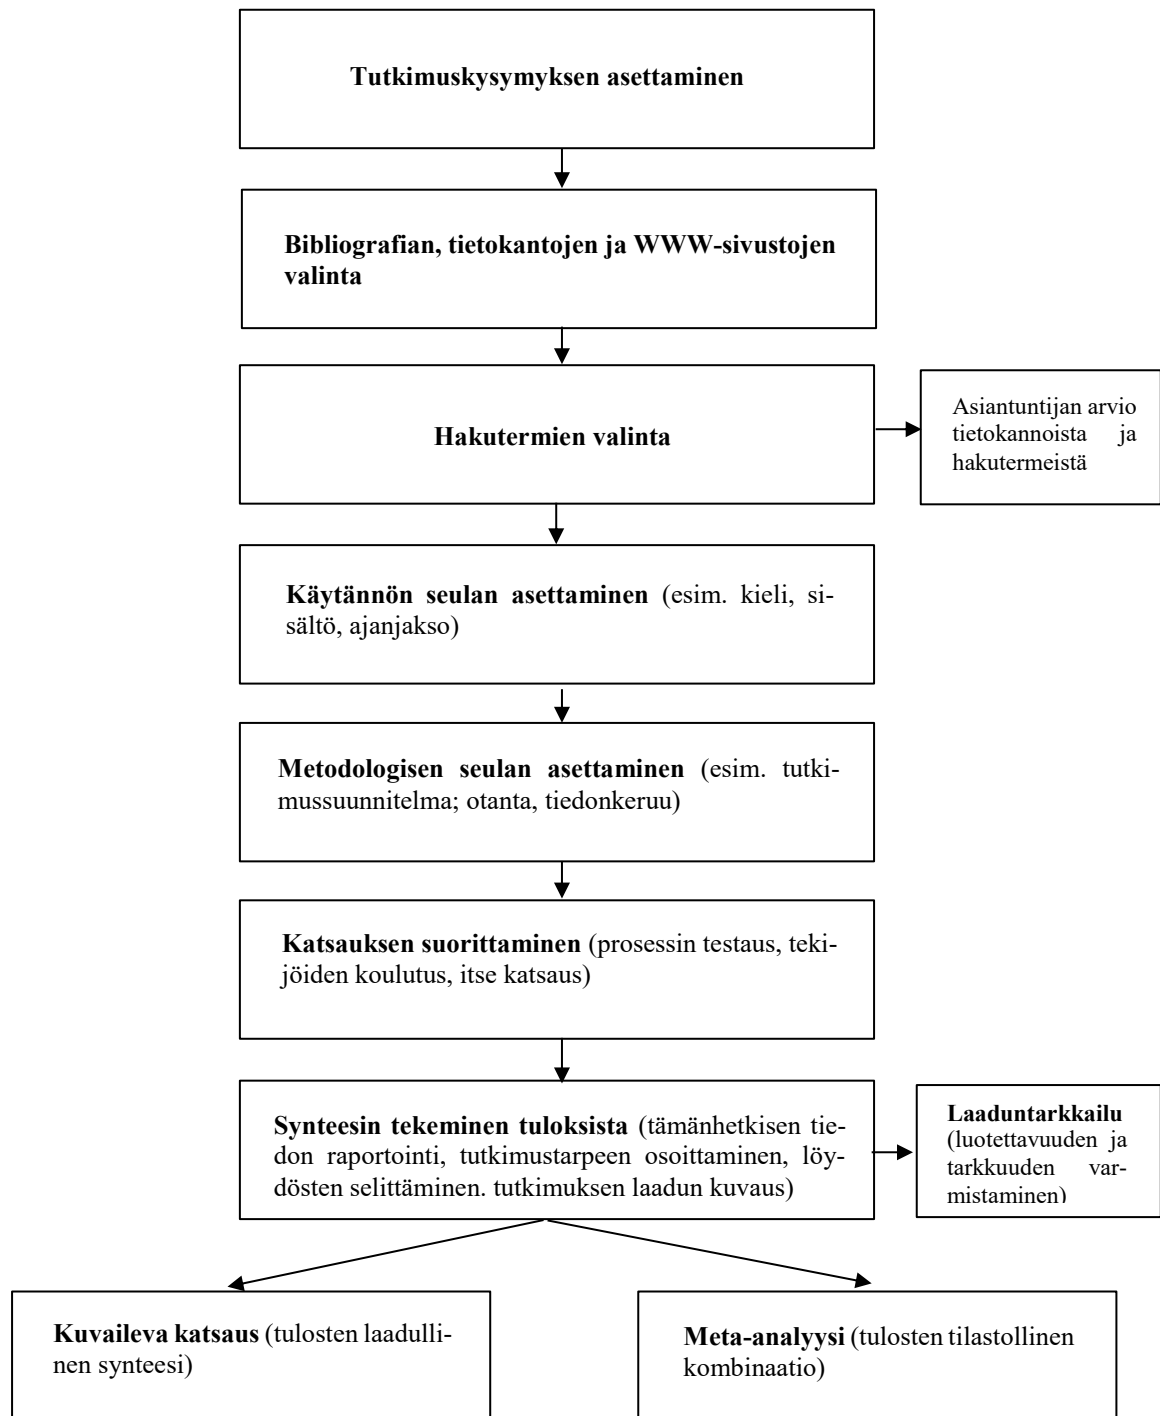 Tutkimuskysymyksen asettaminen
Bibliografian, tietokantojen ja WWW-sivustojen
valinta
Hakutermien valinta
Asiantuntijan arvio
tietokannoista ja
hakutermeistä
Käytännön seulan asettaminen (esim. kieli, si-
sältö, ajanjakso)
Metodologisen seulan asettaminen (esim. tutki-
mussuunnitelma; otanta, tiedonkeruu)
Katsauksen suorittaminen (prosessin testaus, teki-
jöiden koulutus, itse katsaus)
Synteesin tekeminen tuloksista (tämänhetkisen tie-
don raportointi, tutkimustarpeen osoittaminen, löy-
dösten selittäminen. tutkimuksen laadun kuvaus)
Laaduntarkkailu
(luotettavuuden ja
tarkkuuden var-
mistaminen)
Kuvaileva katsaus (tulosten laadulli-
nen synteesi)
Meta-analyysi (tulosten tilastollinen
kombinaatio)